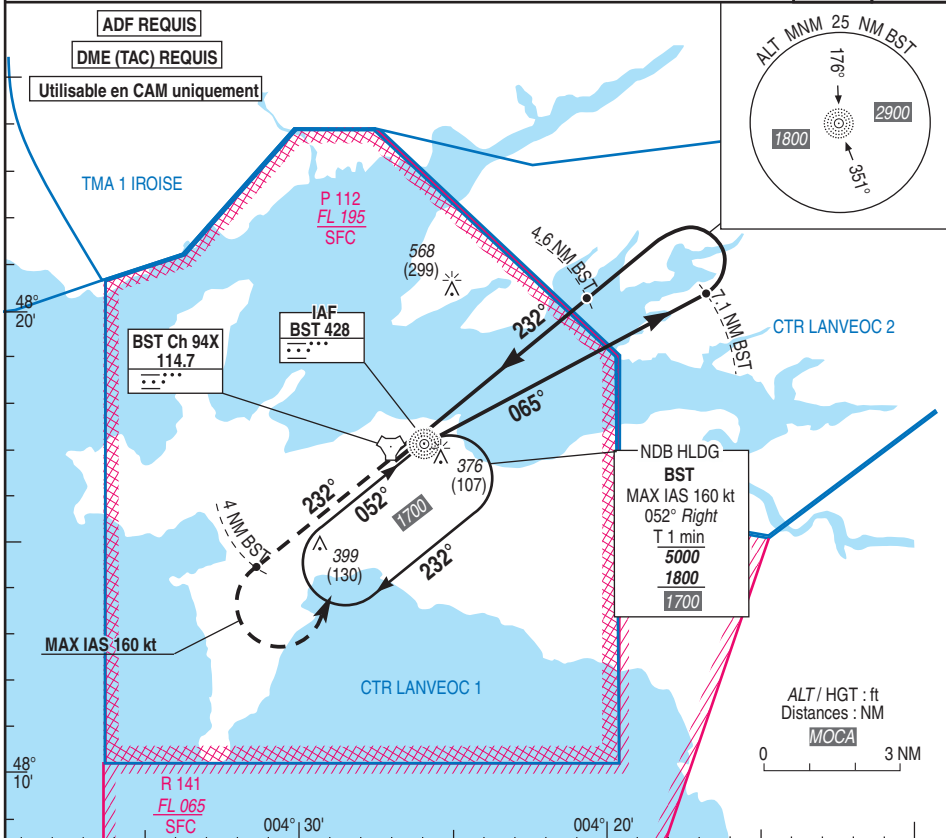 ADF REQUIS
DME (TAC) REQUIS
Utilisable en CAM uniquement
ALT MNM 25 NM BST
176°
2900
1800
351°
TMA 1 IROISE
P 112
FL 195
SFC
568
(299)
4.6 NM BST
7.1 NM BST
48°
20'
IAF
BST 428
BST Ch 94X
114.7
232°
065°
CTR LANVEOC 2
376
(107)
232°
052°
1700
4 NM BST
399
(130)
232°
NDB HLDG
BST
MAX IAS 160 kt
052° Right
T 1 min
5000
1800
1700
MAX IAS 160 kt
CTR LANVEOC 1
ALT / HGT : ft
Distances : NM
MOCA
0 3 NM
48°
10'
R 141
FL 065
SFC
004° 30'
004° 20'